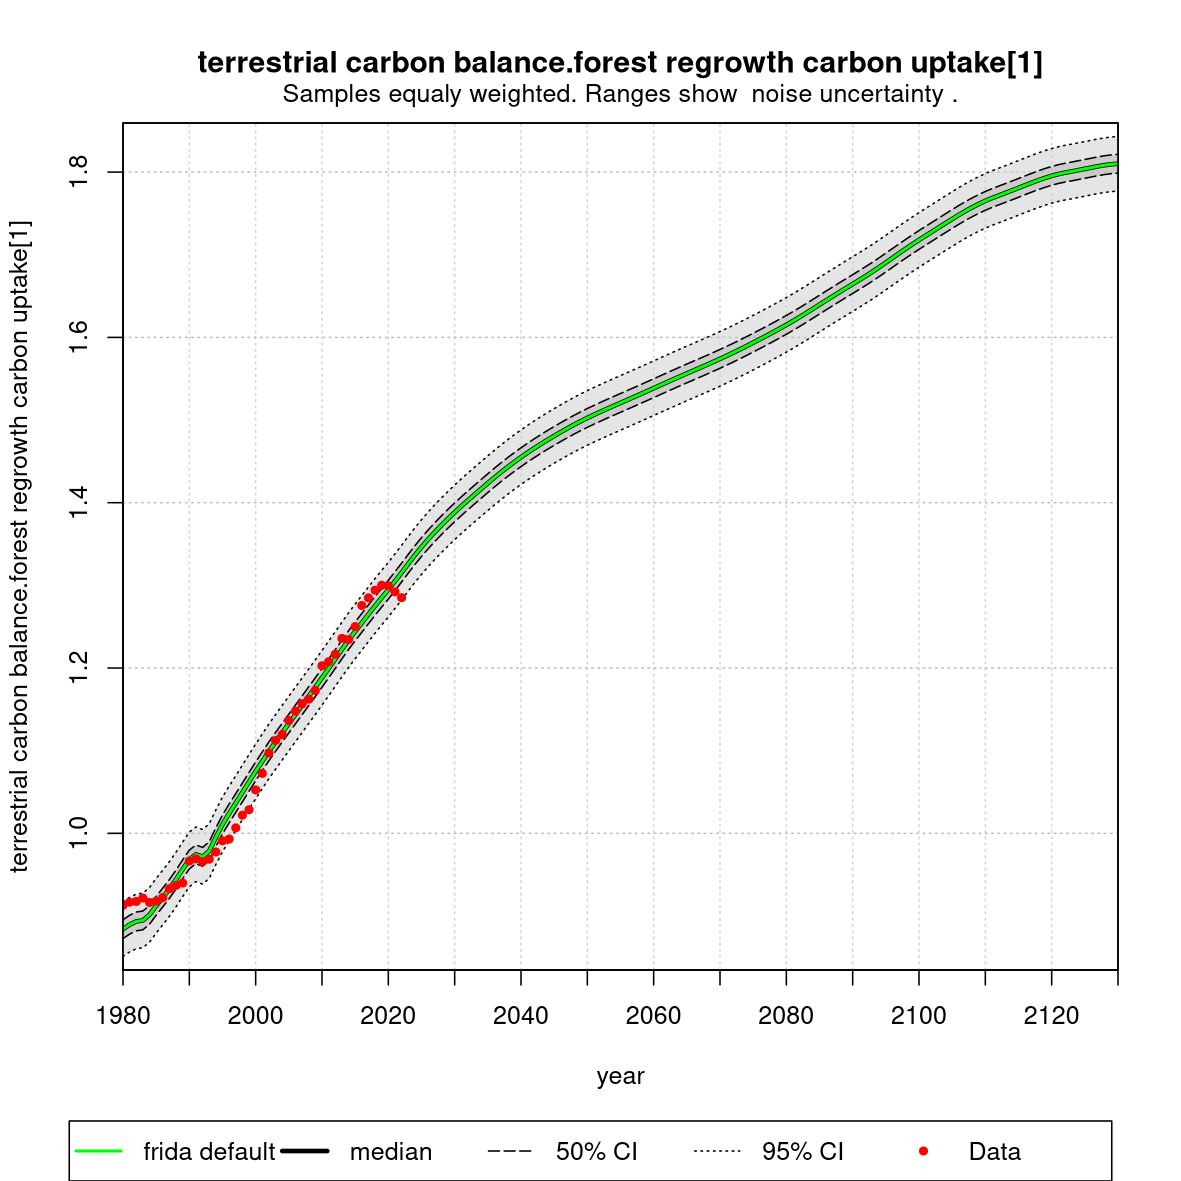 terrestrial carbon balance.forest regrowth carbon uptake[1]
Samples equaly weighted. Ranges show  noise uncertainty .
terrestrial carbon balance.forest regrowth carbon uptake[1]
1.8
1.6
1.4
1.2
1.0
1980 2000 2020 2040 2060 2080 2100 2120
year
frida default median 50% CI 95% CI Data